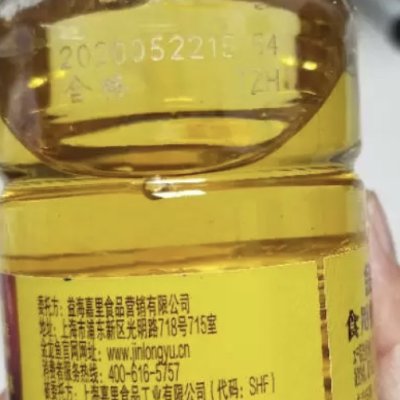 2020052215 54
合 2H
委托方：益海嘉里食品营销有限公司
地址：上海市浦东新区光明路718号715室
金龙鱼官网网址：www.jinlongyu.cn
消费者服务热线：400-616-5757
被委托方：上海嘉里食品工业有限公司（代码：SHF）
食